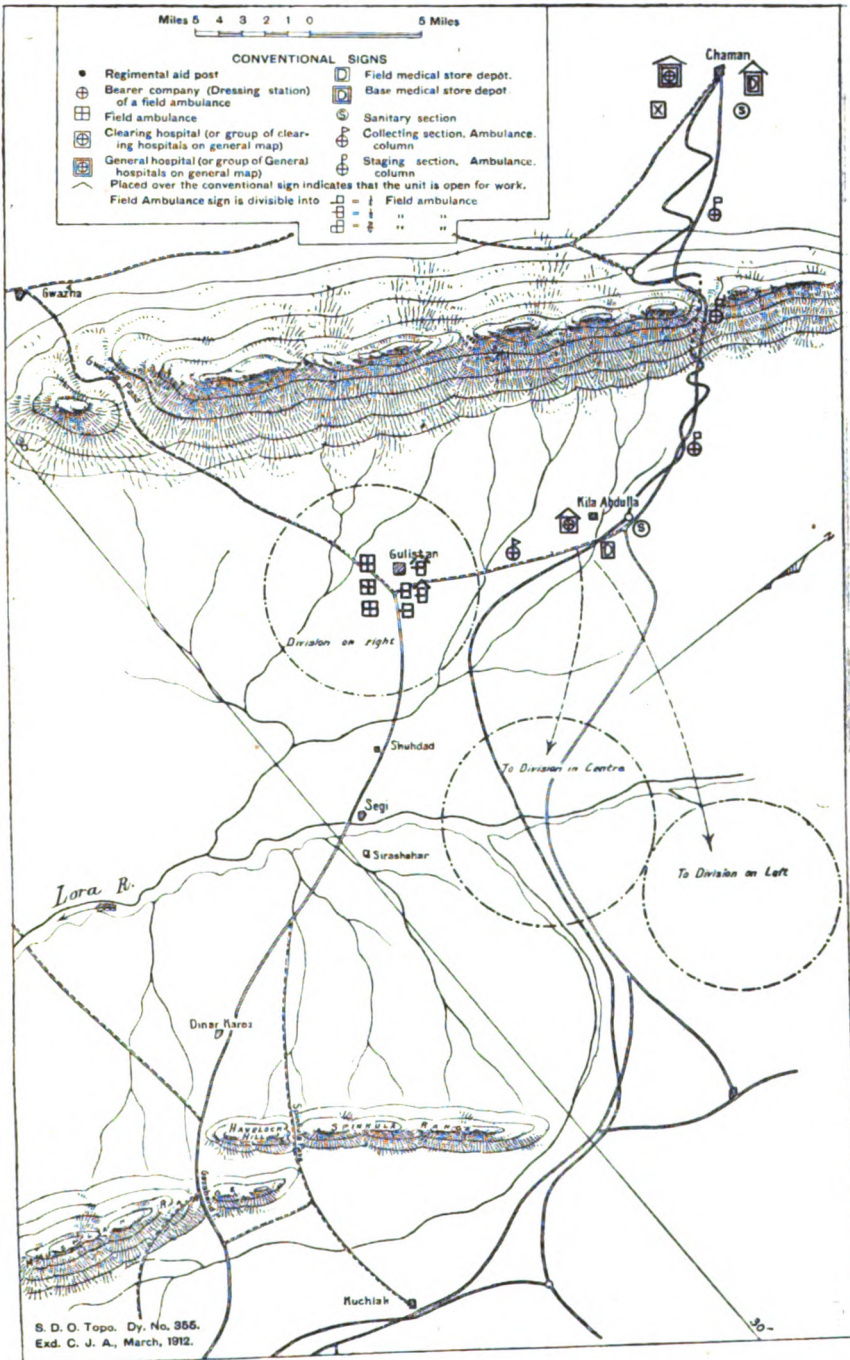 Miles 5 4 3 2 1 0 5 Miles
CONVENTIONAL SIGNS
Regimental aid post
Bearer company (Dressing station)
of a field ambulance
Field ambulance
Clearing hospital (or group of clear-
ing hospitals on general map)
General hospital (or group of General
hospitals on general map)
Field medical store depôt.
Base medical store depot
Sanitary section
Collecting section, Ambulance.
column
Staging section, Ambulance.
column
Placed over the conventional sign indicates that the unit is open for work.
Field Ambulance sign is divisible into
Field ambulance
" "
" "
Chaman
Gwazha
Kila Abdulla
Gulistan
Division on right
N
Shuhdad
To Division in Centre
Segi
Sirashahar
To Division on Left
Lora R.
Dinar Karez
HAVELOCK
HILL
SPINKULA RANGE
Kuchlak
30
S. D. O. Topo. Dy. No. 355.
Exd. C. J. A., March, 1912.